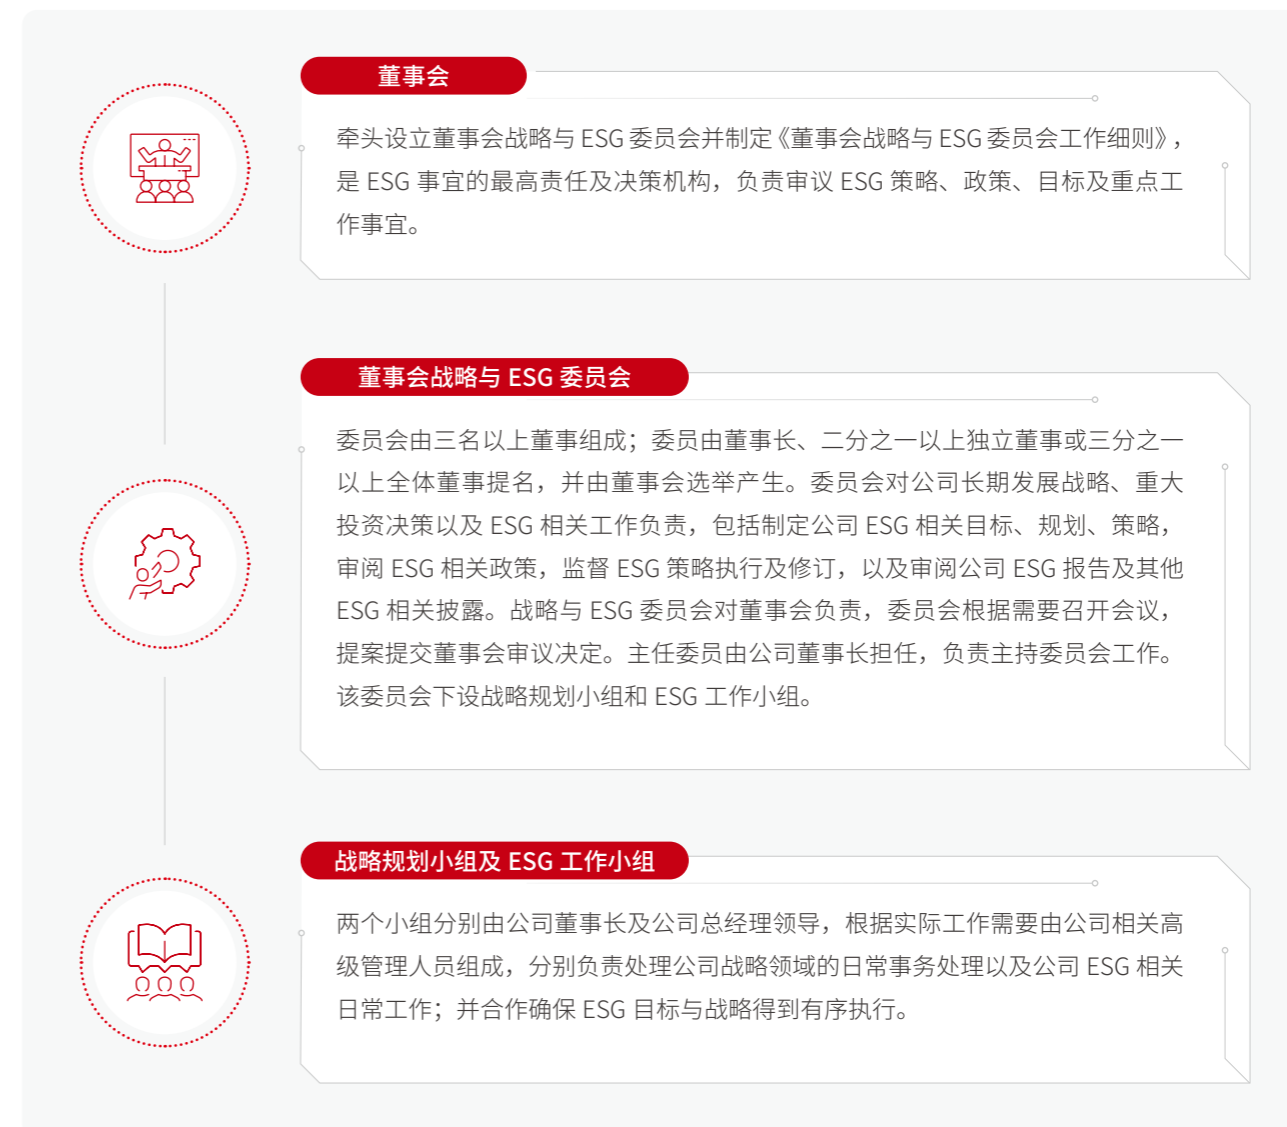 董事会
牵头设立董事会战略与 ESG 委员会并制定《董事会战略与 ESG 委员会工作细则》，
是 ESG 事宜的最高责任及决策机构，负责审议 ESG 策略、政策、目标及重点工
作事宜。
董事会战略与 ESG 委员会
委员会由三名以上董事组成；委员由董事长、二分之一以上独立董事或三分之一
以上全体董事提名，并由董事会选举产生。委员会对公司长期发展战略、重大
投资决策以及 ESG 相关工作负责，包括制定公司 ESG 相关目标、规划、策略，
审阅 ESG 相关政策，监督 ESG 策略执行及修订，以及审阅公司 ESG 报告及其他
ESG 相关披露。战略与 ESG 委员会对董事会负责，委员会根据需要召开会议，
提案提交董事会审议决定。主任委员由公司董事长担任，负责主持委员会工作。
该委员会下设战略规划小组和 ESG 工作小组。
战略规划小组及 ESG 工作小组
两个小组分别由公司董事长及公司总经理领导，根据实际工作需要由公司相关高
级管理人员组成，分别负责处理公司战略领域的日常事务处理以及公司 ESG 相关
日常工作；并合作确保 ESG 目标与战略得到有序执行。